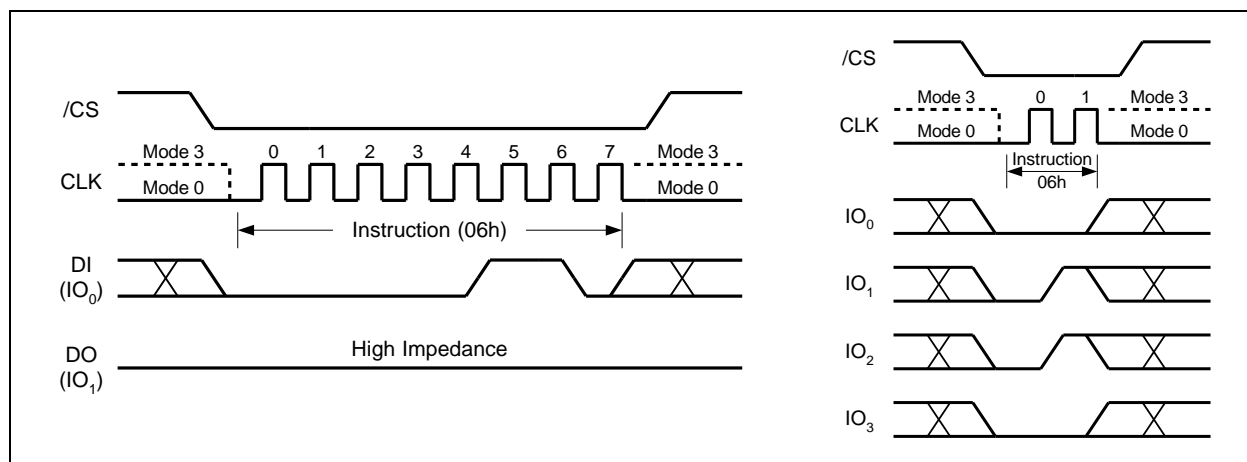 /CS
Mode 3 0 1 2 3 4 5 6 7 Mode 3
CLK
Mode 0 Mode 0
Instruction (06h)
DI
(IO0)
High Impedance
DO
(IO1)
/CS
Mode 3 0 1 Mode 3
CLK
Mode 0 Mode 0
Instruction
06h
IO0
IO1
IO2
IO3